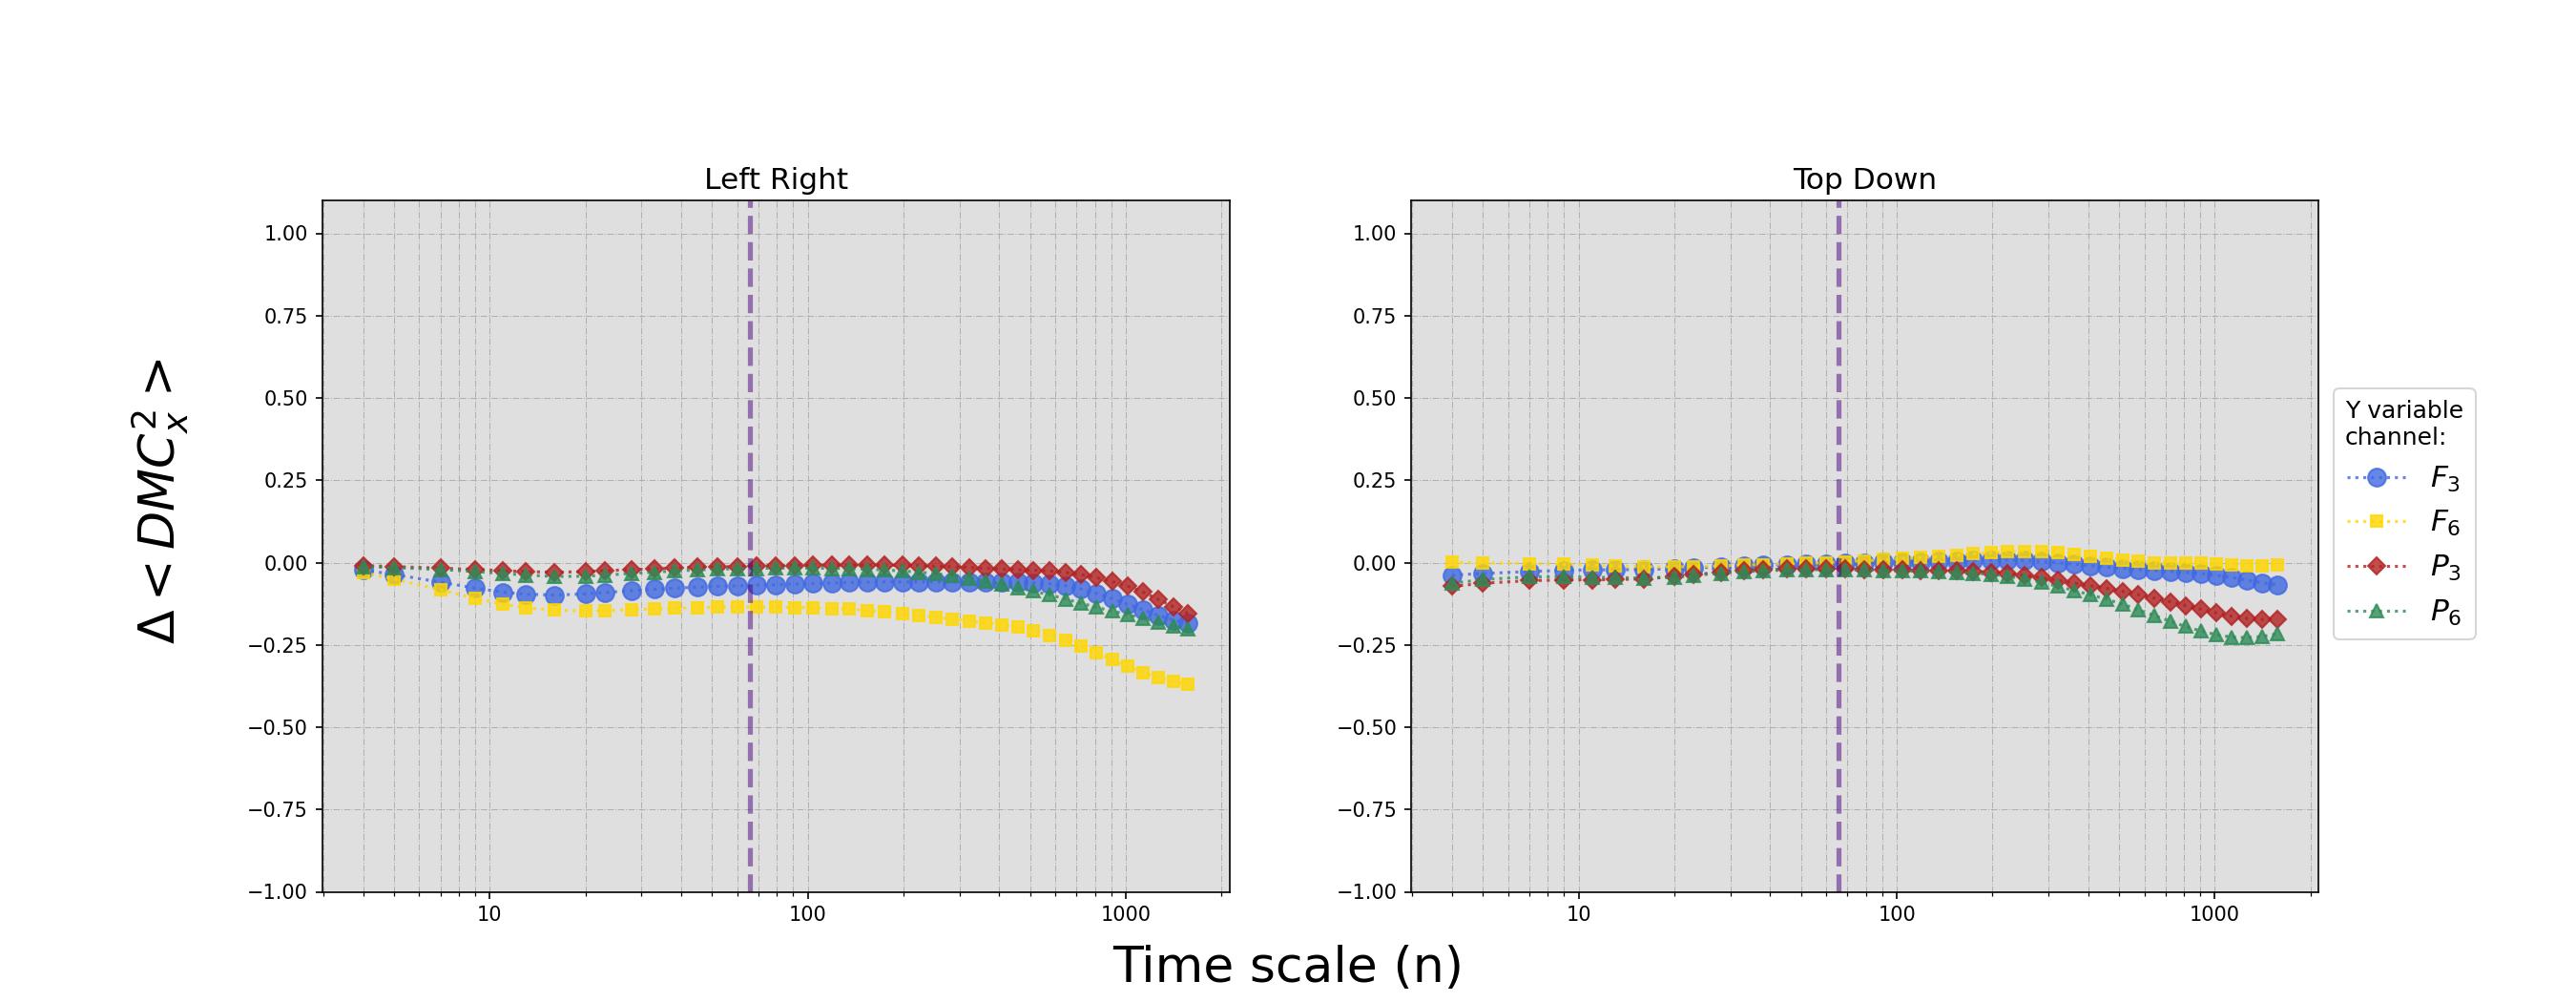 Left Right
Top Down
Δ < DMC²ₓ >
1.00
0.75
0.50
0.25
0.00
−0.25
−0.50
−0.75
−1.00
10 100 1000
1.00
0.75
0.50
0.25
0.00
−0.25
−0.50
−0.75
−1.00
10 100 1000
Y variable
channel:
F₃
F₆
P₃
P₆
Time scale (n)